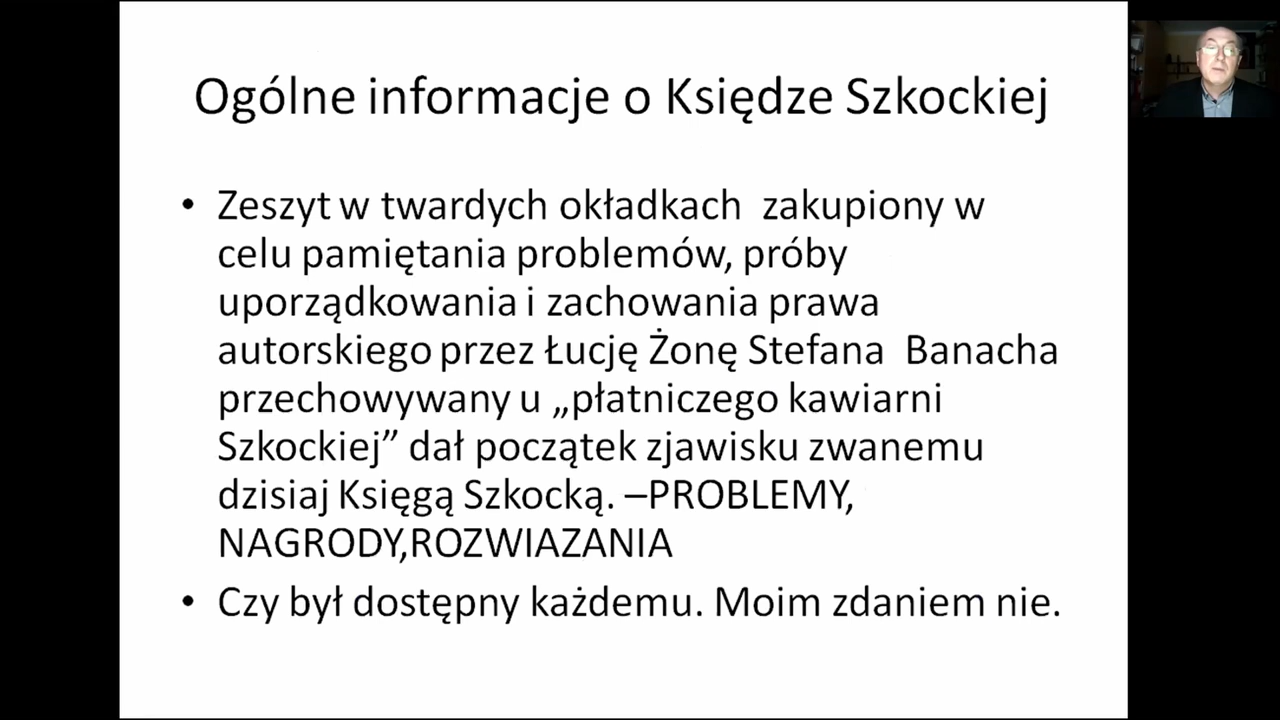 Ogólne informacje o Księdze Szkockiej
• Zeszyt w twardych okładkach zakupiony w
celu pamiętania problemów, próby
uporządkowania i zachowania prawa
autorskiego przez Łucję Żonę Stefana Banacha
przechowywany u „płatniczego kawiarni
Szkockiej” dał początek zjawisku zwanemu
dzisiaj Księgą Szkocką. –PROBLEMY,
NAGRODY,ROZWIAZANIA
• Czy był dostępny każdemu. Moim zdaniem nie.